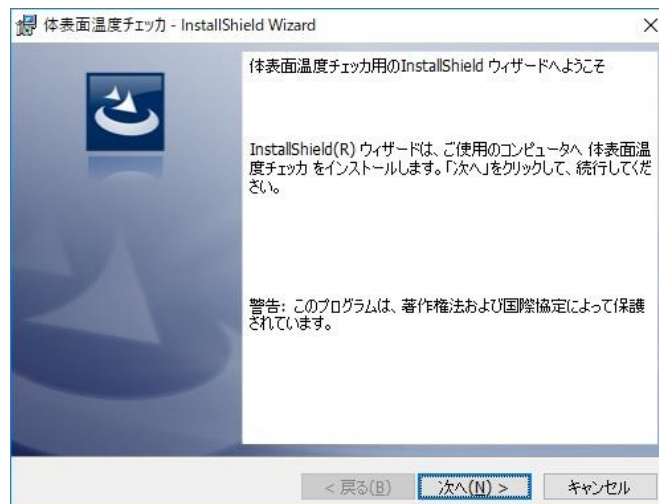 体表面温度チェッカ - InstallShield Wizard
体表面温度チェッカ用のInstallShield ウィザードへようこそ
InstallShield(R) ウィザードは、ご使用のコンピュータへ 体表面温
度チェッカ をインストールします。「次へ」をクリックして、続行してくだ
さい。
警告: このプログラムは、著作権法および国際協定によって保護
されています。
< 戻る(B)
次へ(N) >
キャンセル